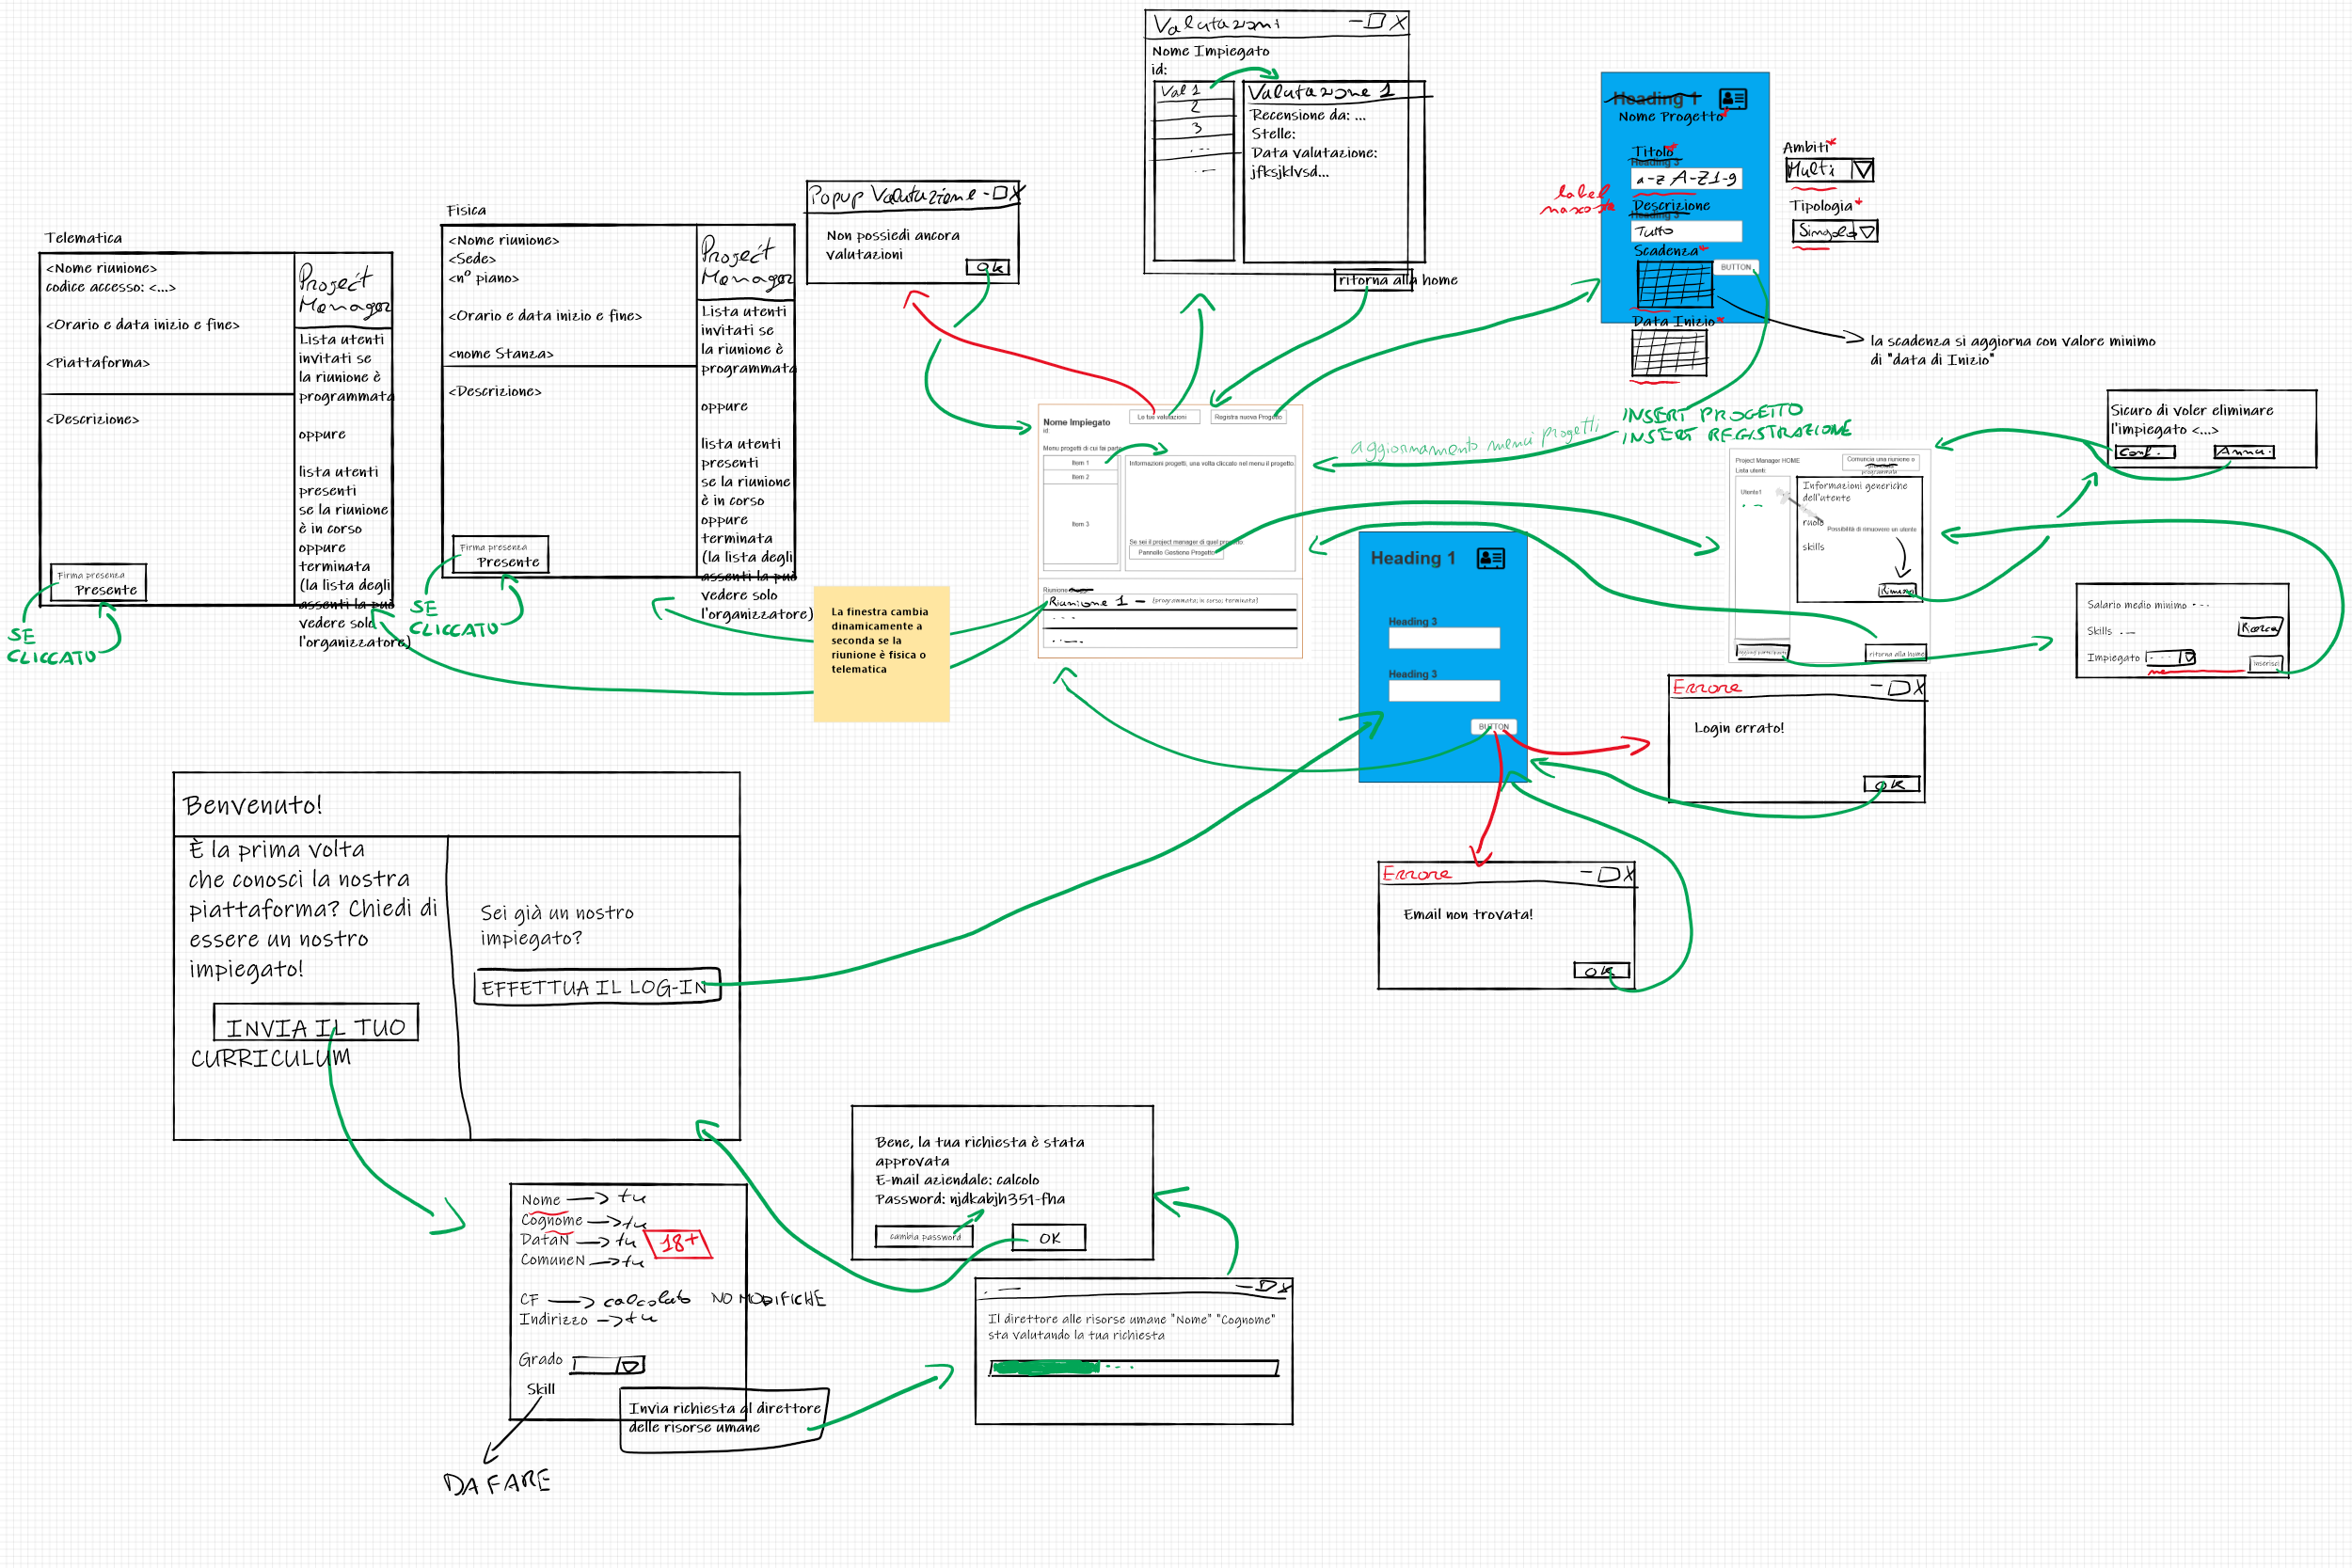 Valutazioni
Nome Impiegato
id:
Val 1
2
3
Valutazione 1
Recensione da: ...
Stelle:
Data valutazione:
jfksjklvsd...
ritorna alla home
Popup Valutazione
Non possiedi ancora
valutazioni
Ok
Heading 1
Nome Progetto*
Titolo*
Heading 3
a-z A-Z 1-9
label
nascosta
Descrizione
Heading 3
Tutto
Scadenza*
BUTTON
Data Inizio*
Ambiti*
Multi
Tipologia*
Singola
la scadenza si aggiorna con valore minimo
di "data di Inizio"
INSERT PROGETTO
INSERT REGISTRAZIONE
aggiornamento menu progetti
Telematica
<Nome riunione>
codice accesso: <...>
<Orario e data inizio e fine>
<Piattaforma>
<Descrizione>
Firma presenza
Presente
SE
CLICCATO
Project
Manager
Lista utenti
invitati se
la riunione è
programmata
oppure
lista utenti
presenti
se la riunione
è in corso
oppure
terminata
(la lista degli
assenti la può
vedere solo
l'organizzatore)
Fisica
<Nome riunione>
<Sede>
<n° piano>
<Orario e data inizio e fine>
<nome Stanza>
<Descrizione>
Firma presenza
Presente
SE
CLICCATO
Project
Manager
Lista utenti
invitati se
la riunione è
programmata
oppure
lista utenti
presenti
se la riunione
è in corso
oppure
terminata
(la lista degli
assenti la può
vedere solo
l'organizzatore)
La finestra cambia
dinamicamente a
seconda se la
riunione è fisica o
telematica
Nome Impiegato
id
Le tue valutazioni
Registra nuova Progetto
Menu progetti di cui fai parte
Item 1
Item 2
Item 3
Informazioni progetti, una volta cliccato nel menu il progetto.
Se sei il project manager di quel progetto
Pannello Gestione Progetto
Riunione
Riunione 1 - (programmata; in corso; terminata)
Project Manager HOME
Lista utenti:
Comincia una riunione o
programmata
Utente1
Informazioni generiche
dell'utente
ruolo
Possibilità di rimuovere un utente
skills
Rimuovi
ritorna alla home
Sicuro di voler eliminare
l'impiegato <...>
Conf.
Annu.
Salario medio minimo ...
Skills
Ricerca
Impiegato
Inserisci
Heading 1
Heading 3
Heading 3
BUTTON
Errore
Login errato!
OK
Errore
Email non trovata!
OK
Benvenuto!
È la prima volta
che conosci la nostra
piattaforma? Chiedi di
essere un nostro
impiegato!
INVIA IL TUO
CURRICULUM
Sei già un nostro
impiegato?
EFFETTUA IL LOG-IN
Nome → tu
Cognome → tu
DataN → tu 18+
ComuneN → tu
CF → calcolato NO MODIFICHE
Indirizzo → tu
Grado
Skill
DA FARE
Invia richiesta al direttore
delle risorse umane
Bene, la tua richiesta è stata
approvata
E-mail aziendale: calcolo
Password: njdkabjh351-fha
cambia password
OK
Il direttore alle risorse umane "Nome" "Cognome"
sta valutando la tua richiesta